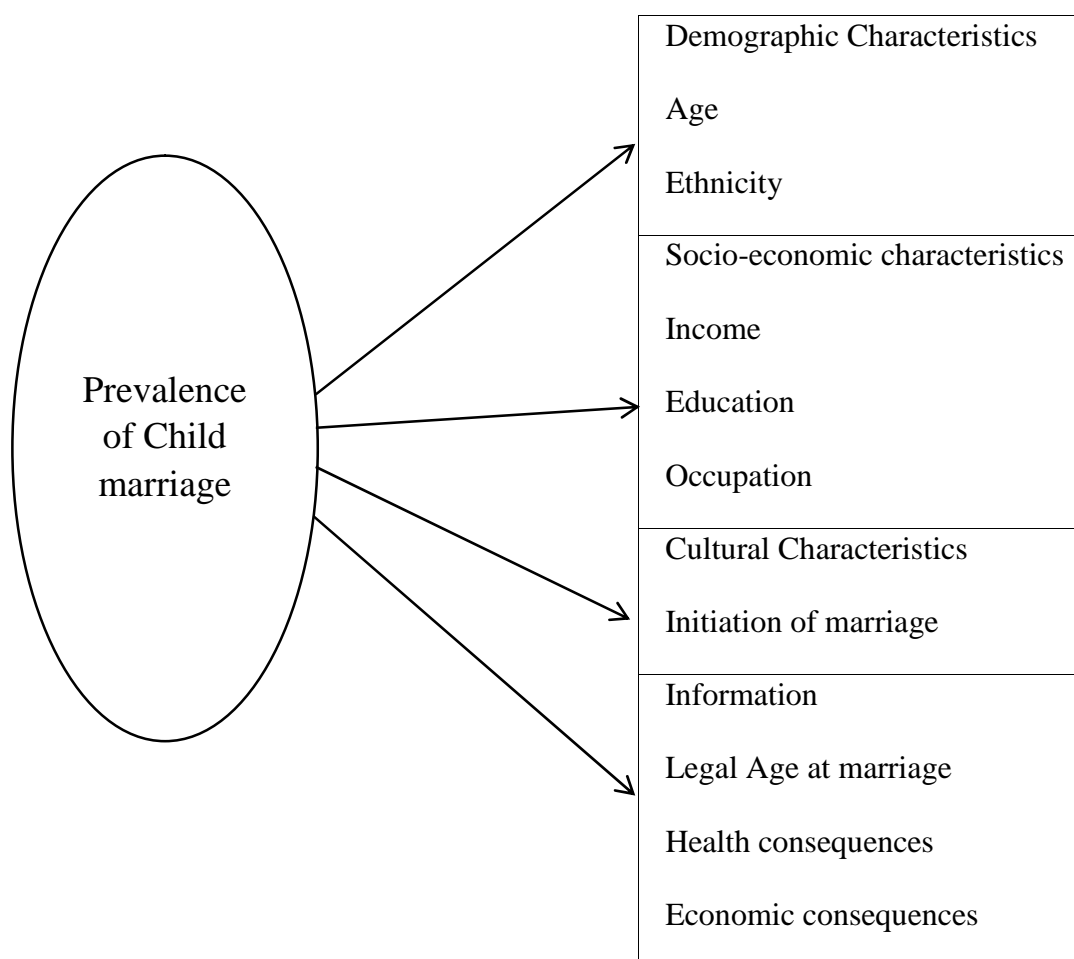 Prevalence
of Child
marriage
Demographic Characteristics
Age
Ethnicity
Socio-economic characteristics
Income
Education
Occupation
Cultural Characteristics
Initiation of marriage
Information
Legal Age at marriage
Health consequences
Economic consequences